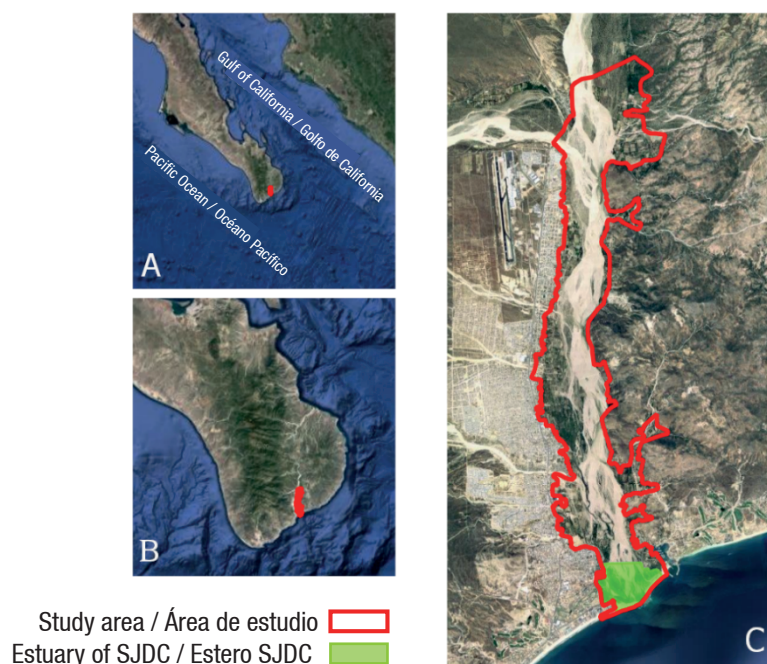 Gulf of California / Golfo de California
Pacific Ocean / Océano Pacífico
A
B
C
Study area / Área de estudio
Estuary of SJDC / Estero SJDC